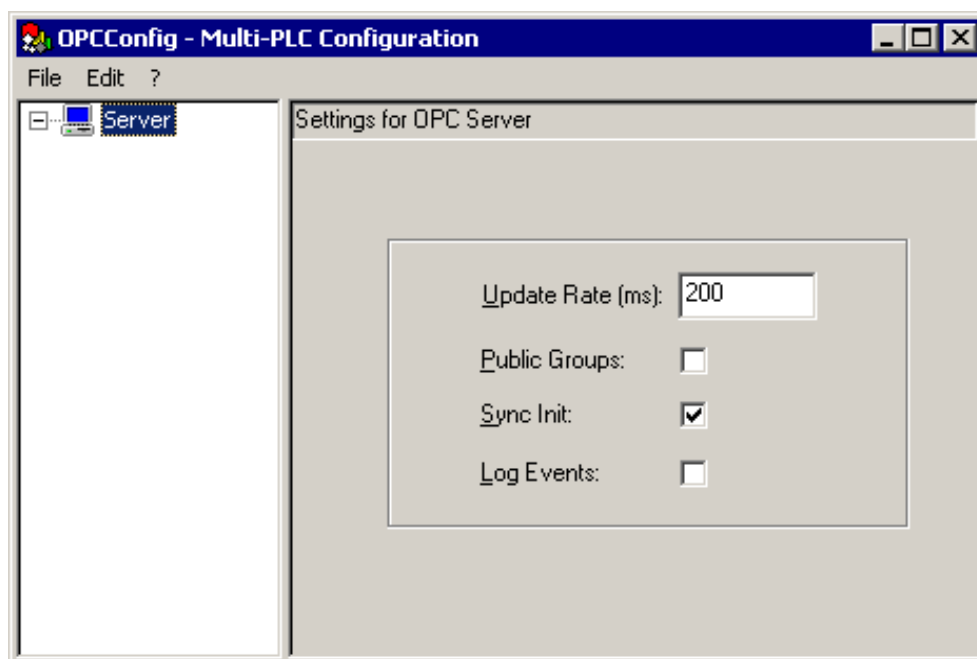 OPCConfig - Multi-PLC Configuration
File Edit ?
Server
Settings for OPC Server
Update Rate (ms): 200
Public Groups:
Sync Init:
Log Events: